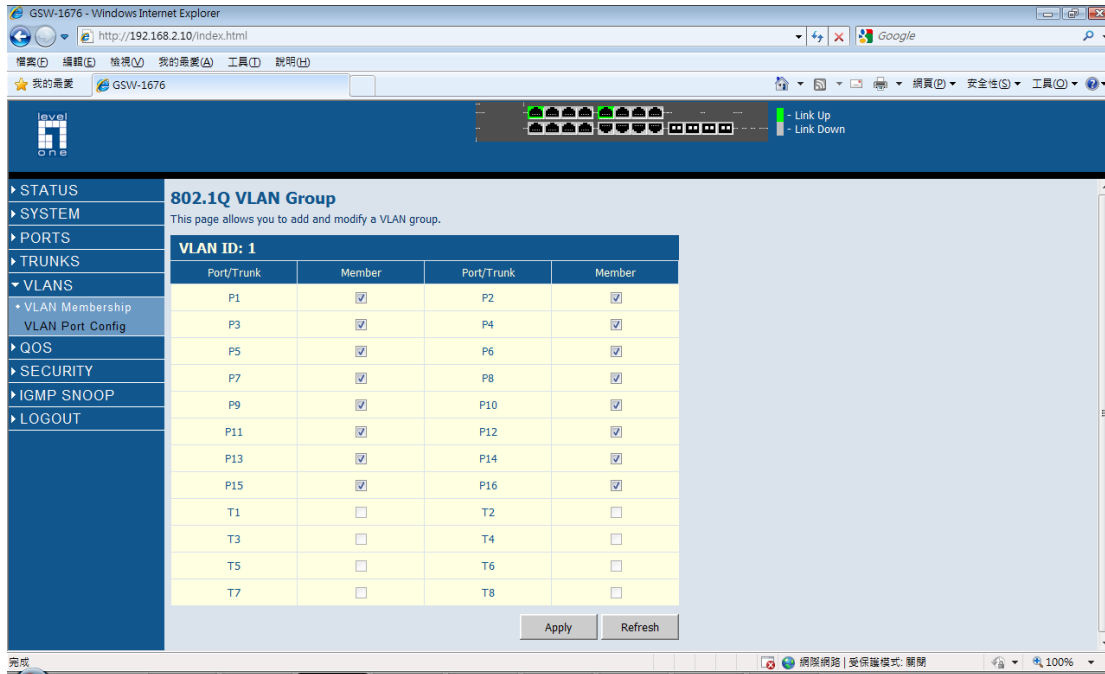 GSW-1676 - Windows Internet Explorer
http://192.168.2.10/index.html
Google
檔案(F) 編輯(E) 檢視(V) 我的最愛(A) 工具(T) 說明(H)
我的最愛 GSW-1676 網頁(P) 安全性(S) 工具(O)
level
one
- Link Up
- Link Down
STATUS
SYSTEM
PORTS
TRUNKS
VLANS
VLAN Membership
VLAN Port Config
QOS
SECURITY
IGMP SNOOP
LOGOUT
802.1Q VLAN Group
This page allows you to add and modify a VLAN group.
VLAN ID: 1
Port/Trunk Member Port/Trunk Member
P1 P2
P3 P4
P5 P6
P7 P8
P9 P10
P11 P12
P13 P14
P15 P16
T1 T2
T3 T4
T5 T6
T7 T8
Apply Refresh
完成 網際網路 | 受保護模式: 關閉 100%